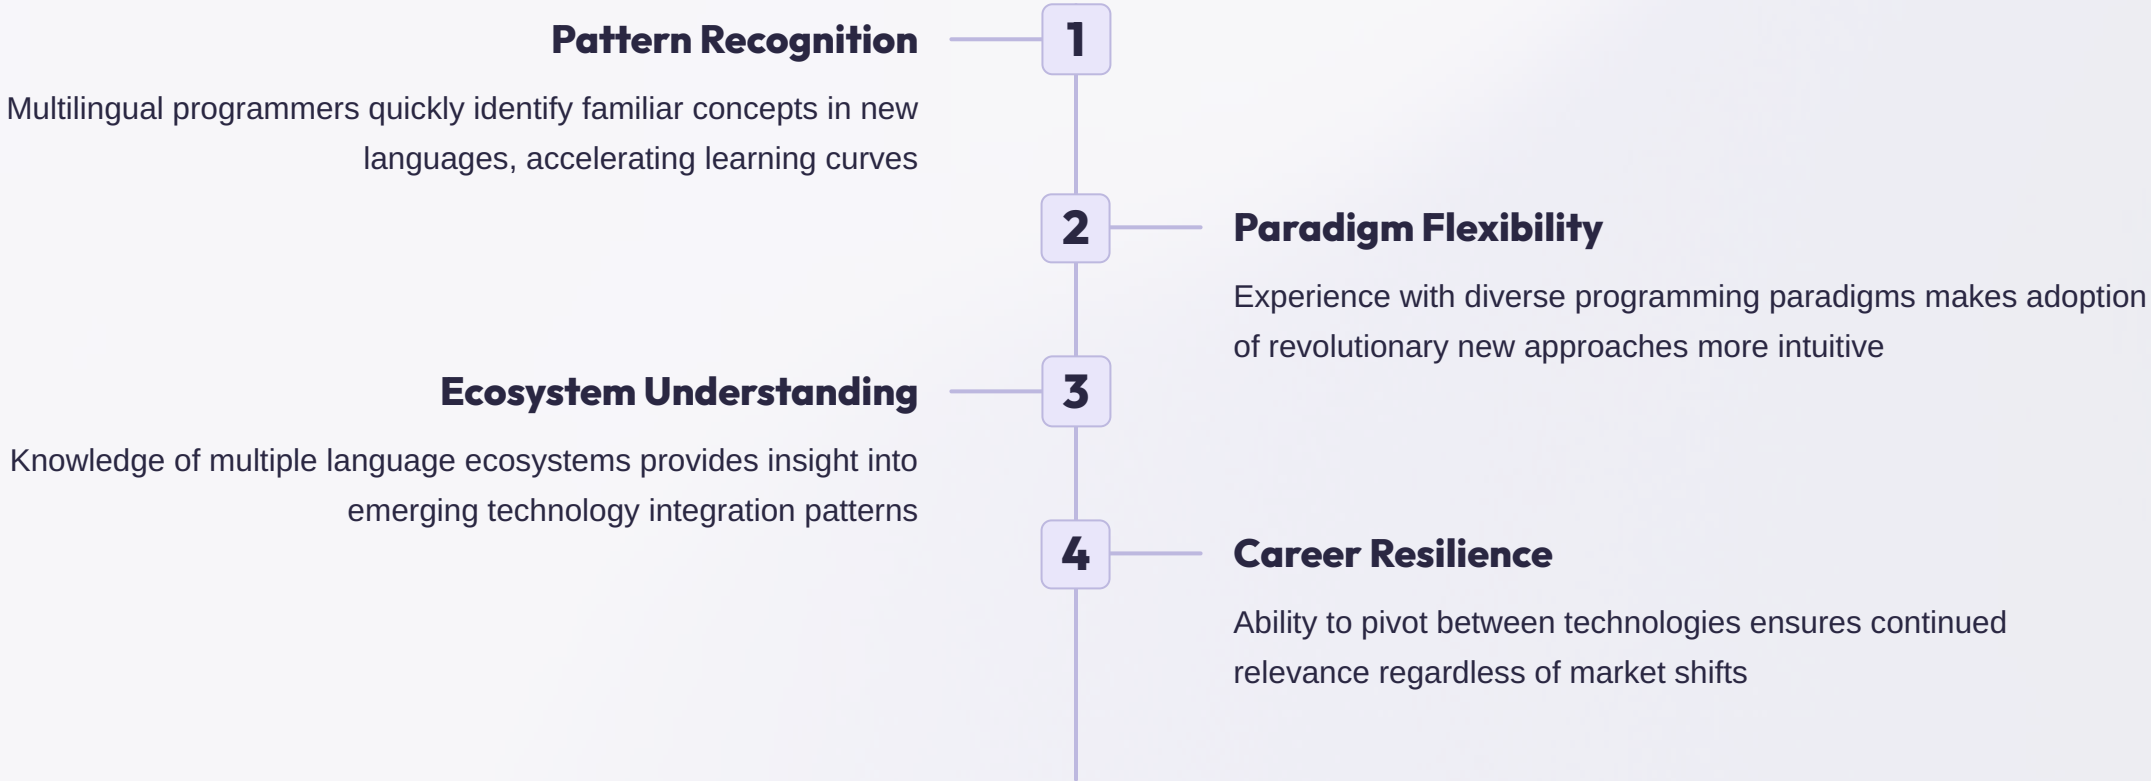 1
Pattern Recognition
Multilingual programmers quickly identify familiar concepts in new
languages, accelerating learning curves
2
Paradigm Flexibility
Experience with diverse programming paradigms makes adoption
of revolutionary new approaches more intuitive
3
Ecosystem Understanding
Knowledge of multiple language ecosystems provides insight into
emerging technology integration patterns
4
Career Resilience
Ability to pivot between technologies ensures continued
relevance regardless of market shifts